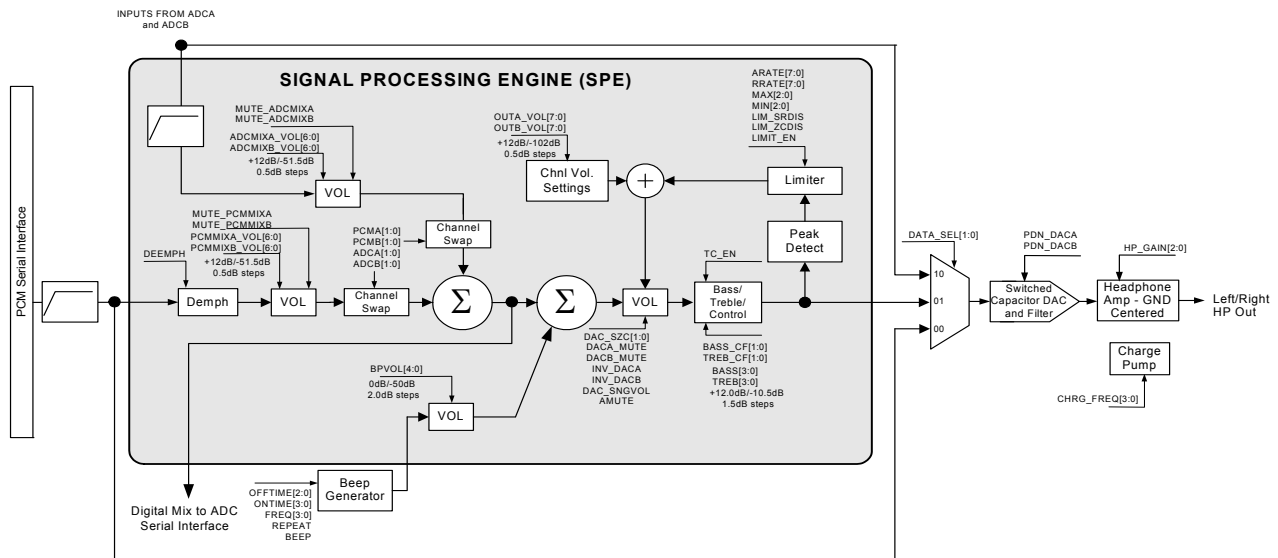 INPUTS FROM ADCA
and ADCB
SIGNAL PROCESSING ENGINE (SPE)
PCM Serial Interface
MUTE_ADCMIXA
MUTE_ADCMIXB
ADCMIXA_VOL[6:0]
ADCMIXB_VOL[6:0]
+12dB/-51.5dB
0.5dB steps
VOL
OUTA_VOL[7:0]
OUTB_VOL[7:0]
+12dB/-102dB
0.5dB steps
Chnl Vol.
Settings
+
ARATE[7:0]
RRATE[7:0]
MAX[2:0]
MIN[2:0]
LIM_SRDIS
LIM_ZCDIS
LIMIT_EN
Limiter
Peak
Detect
MUTE_PCMMIXA
MUTE_PCMMIXB
PCMMIXA_VOL[6:0]
PCMMIXB_VOL[6:0]
+12dB/-51.5dB
0.5dB steps
DEEMPH
Demph
VOL
PCMA[1:0]
PCMB[1:0]
ADCA[1:0]
ADCB[1:0]
Channel
Swap
Channel
Swap
Σ
Σ
VOL
TC_EN
Bass/
Treble/
Control
DAC_SZC[1:0]
DACA_MUTE
DACB_MUTE
INV_DACA
INV_DACB
DAC_SNGVOL
AMUTE
BASS_CF[1:0]
TREB_CF[1:0]
BASS[3:0]
TREB[3:0]
+12.0dB/-10.5dB
1.5dB steps
BPVOL[4:0]
0dB/-50dB
2.0dB steps
VOL
Beep
Generator
OFFTIME[2:0]
ONTIME[3:0]
FREQ[3:0]
REPEAT
BEEP
Digital Mix to ADC
Serial Interface
DATA_SEL[1:0]
10
01
00
PDN_DACA
PDN_DACB
Switched
Capacitor DAC
and Filter
HP_GAIN[2:0]
Headphone
Amp - GND
Centered
Left/Right
HP Out
Charge
Pump
CHRG_FREQ[3:0]